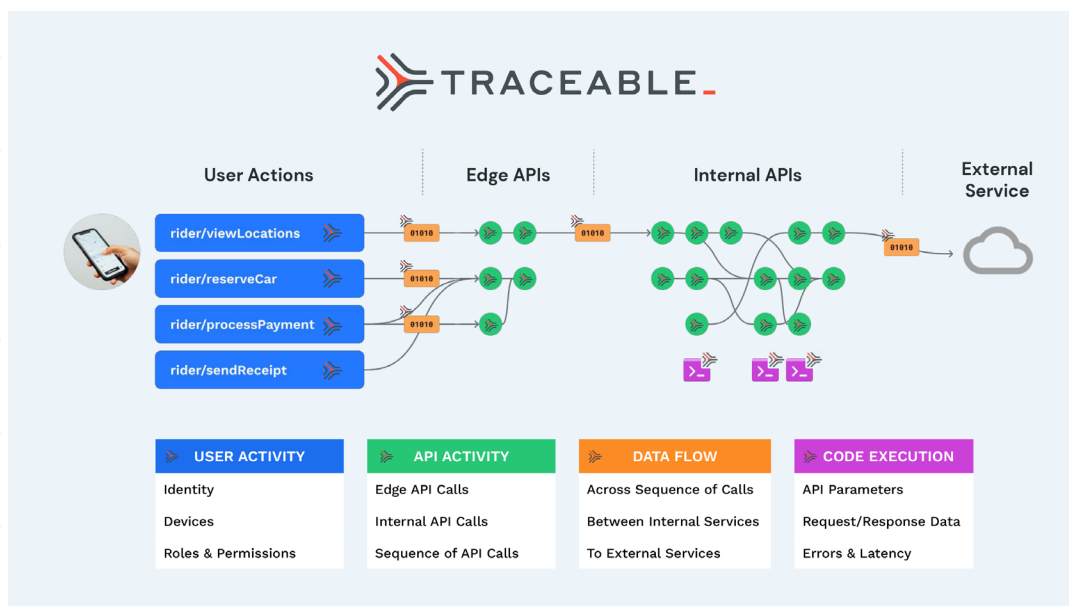 TRACEABLE_
User Actions
Edge APIs
Internal APIs
External
Service
rider/viewLocations
01010
01010
01010
rider/reserveCar
01010
rider/processPayment
01010
rider/sendReceipt
>_
>_
>_
USER ACTIVITY
Identity
Devices
Roles & Permissions
API ACTIVITY
Edge API Calls
Internal API Calls
Sequence of API Calls
DATA FLOW
Across Sequence of Calls
Between Internal Services
To External Services
CODE EXECUTION
API Parameters
Request/Response Data
Errors & Latency